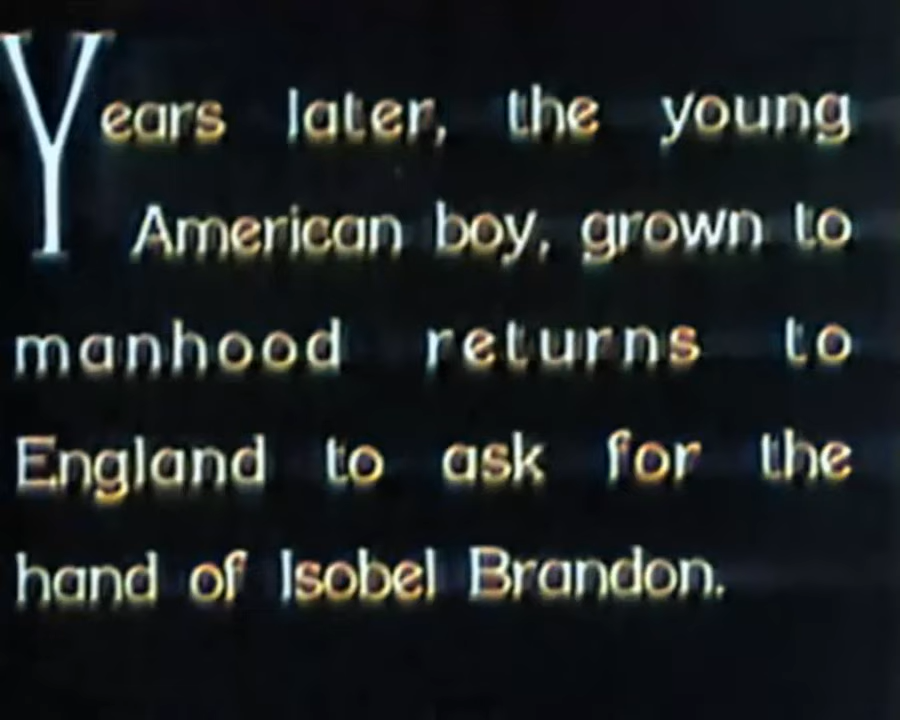 Years later, the young
American boy, grown to
manhood returns to
England to ask for the
hand of Isobel Brandon.